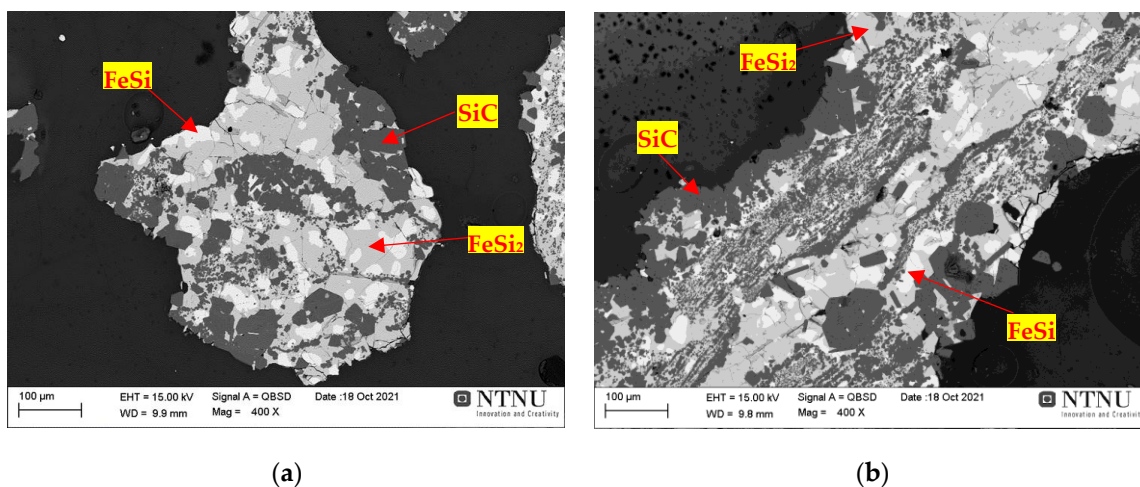 FeSi
SiC
FeSi₂
100 µm
EHT = 15.00 kV
WD = 9.9 mm
Signal A = QBSD
Mag = 400 X
Date :18 Oct 2021
NTNU
Innovation and Creativity
(a)
FeSi₂
SiC
FeSi
100 µm
EHT = 15.00 kV
WD = 9.8 mm
Signal A = QBSD
Mag = 400 X
Date :18 Oct 2021
NTNU
Innovation and Creativity
(b)